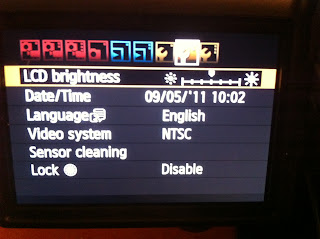 LCD brightness
Date/Time 09/05/'11 10:02
Language English
Video system NTSC
Sensor cleaning
Lock Disable